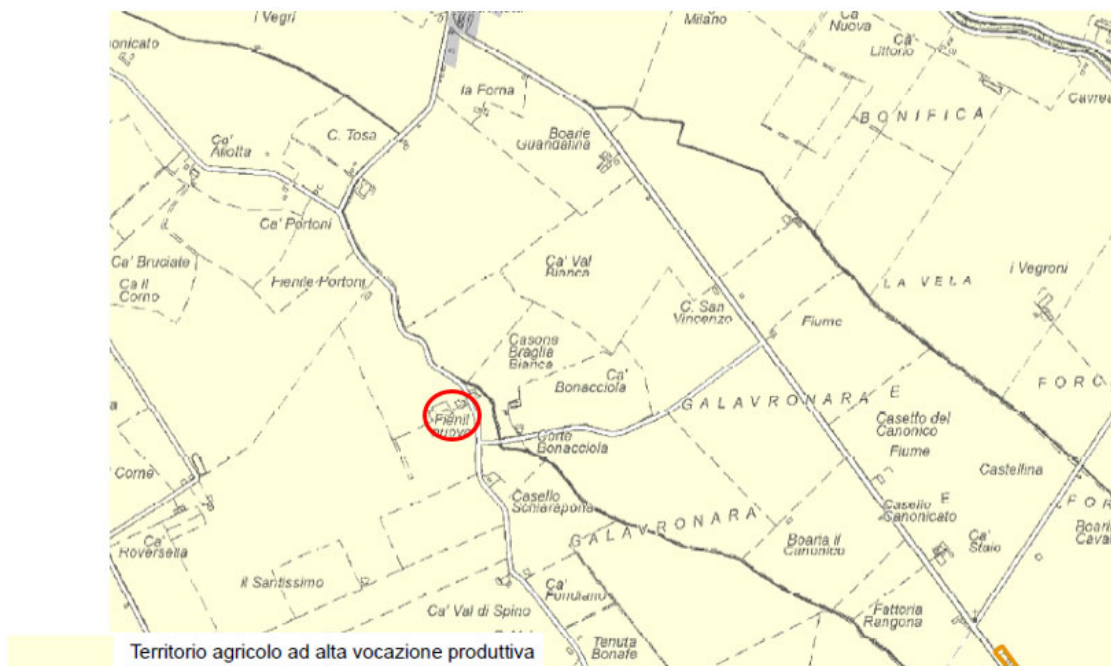 i Vegri
Milano
Ca'
Nuova
Ca'
Littorio
Cavrea
la Forna
BONIFICA
C. Tosa
Boarie
Guandalina
Ca'
Aliotta
Ca' Portoni
Ca' Bruciate
Ca il
Corno
Fienile Portoni
Ca' Val
Bianca
LA VELA
i Vegroni
C. San
Vincenzo
Fiume
Casone
Braglia
Bianca
Ca'
Bonacciola
FORC
GALAVRONARA E
Fienil
nuovo
Corte
Bonacciola
Casetto del
Canonico
Fiume
Castellina
Corne
Casello
Schiarapona
Casello
Canonicato
E
FOR
GALAVRONARA
Ca'
Roversella
Boaria il
Canonico
Ca'
Staio
Boari
Caval
il Santissimo
Ca'
Fondiano
Ca' Val di Spino
Fattoria
Rangona
Tenuta
Bonafe
Territorio agricolo ad alta vocazione produttiva